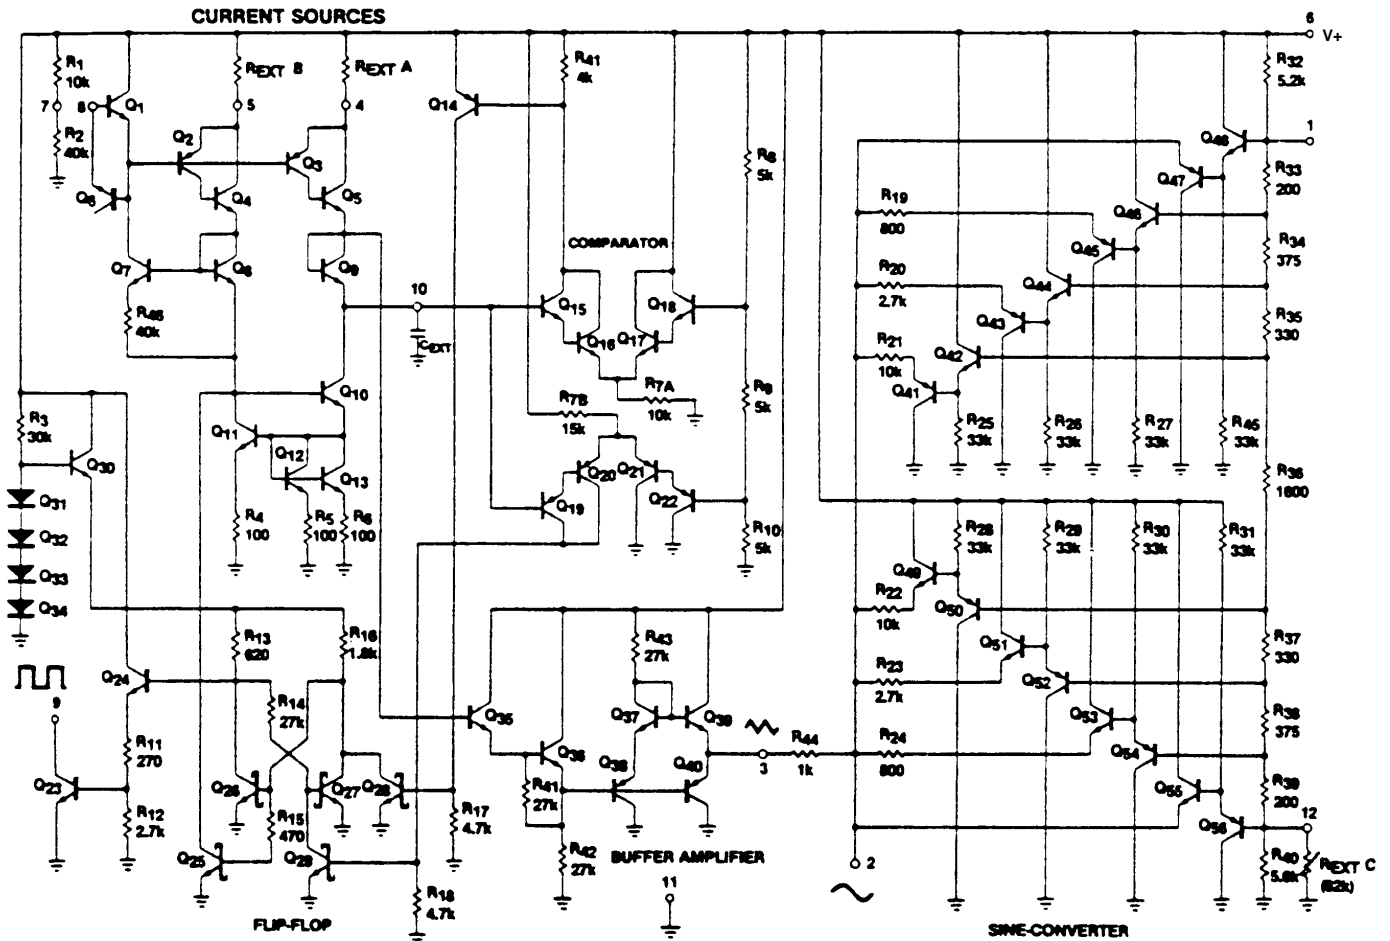 CURRENT SOURCES
6
V+
R1
10k
REXT B
REXT A
R41
4k
R32
5.2k
7
8
Q1
5
4
Q14
1
R2
40k
Q2
Q3
Q48
R8
5k
Q47
R33
200
Q6
Q4
Q5
R19
800
Q46
COMPARATOR
Q45
R34
375
Q7
Q8
Q9
R20
2.7k
Q44
10
Q15
Q18
R46
40k
CEXT
Q43
R35
330
Q16
Q17
R21
10k
Q42
Q10
R7A
10k
R9
5k
Q41
R3
30k
R7B
15k
R25
33k
R26
33k
R27
33k
R45
33k
Q11
Q12
Q30
Q13
Q20
Q21
R36
1600
Q31
Q19
Q22
R4
100
R5
100
R6
100
R10
5k
R28
33k
R29
33k
R30
33k
R31
33k
Q32
Q33
Q49
R22
10k
Q34
Q50
R13
620
R16
1.8k
R43
27k
Q51
R37
330
Q24
R23
2.7k
Q52
9
R14
27k
Q35
Q37
Q39
Q53
R38
375
R11
270
Q36
3
R44
1k
R24
800
Q54
Q23
Q26
Q27
Q28
R41
27k
Q38
Q40
Q55
R39
200
R12
2.7k
R15
470
R17
4.7k
Q56
12
Q25
Q29
R42
27k
BUFFER AMPLIFIER
2
R40
5.6k
REXT C
(82k)
R18
4.7k
11
FLIP-FLOP
SINE-CONVERTER